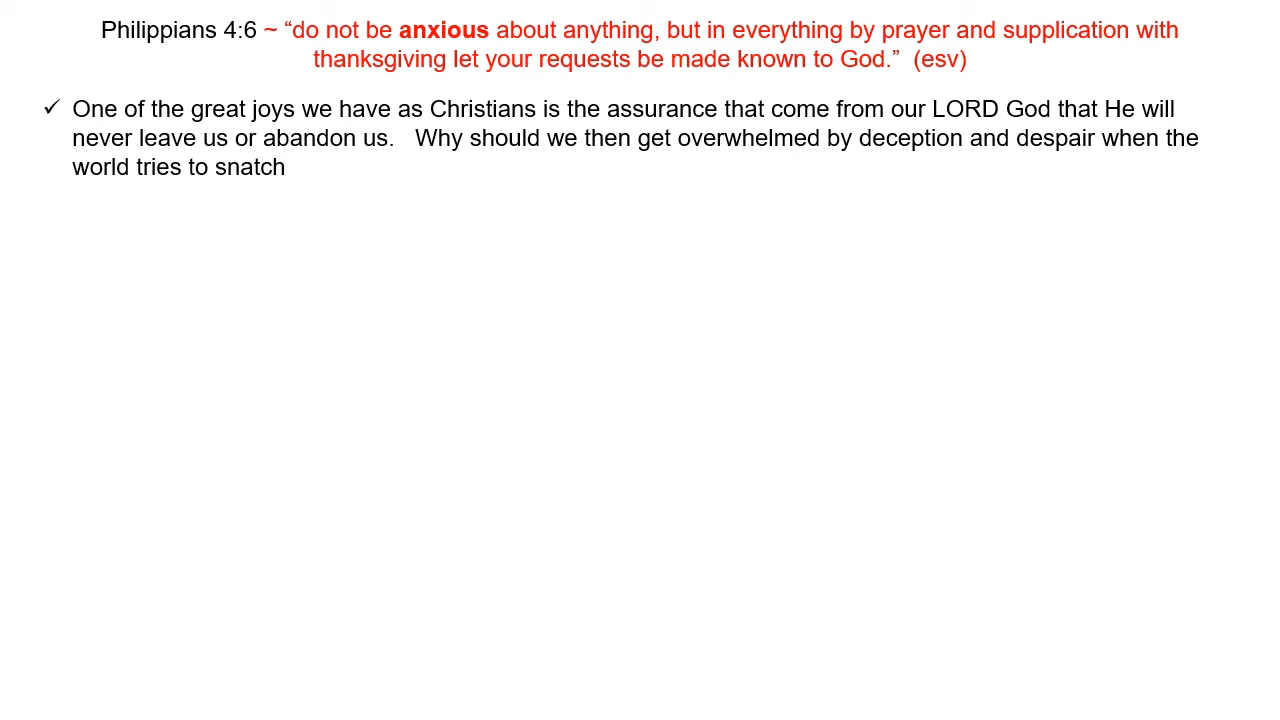 Philippians 4:6 ~ “do not be anxious about anything, but in everything by prayer and supplication with
thanksgiving let your requests be made known to God.”  (esv)
✓ One of the great joys we have as Christians is the assurance that come from our LORD God that He will
never leave us or abandon us.   Why should we then get overwhelmed by deception and despair when the
world tries to snatch